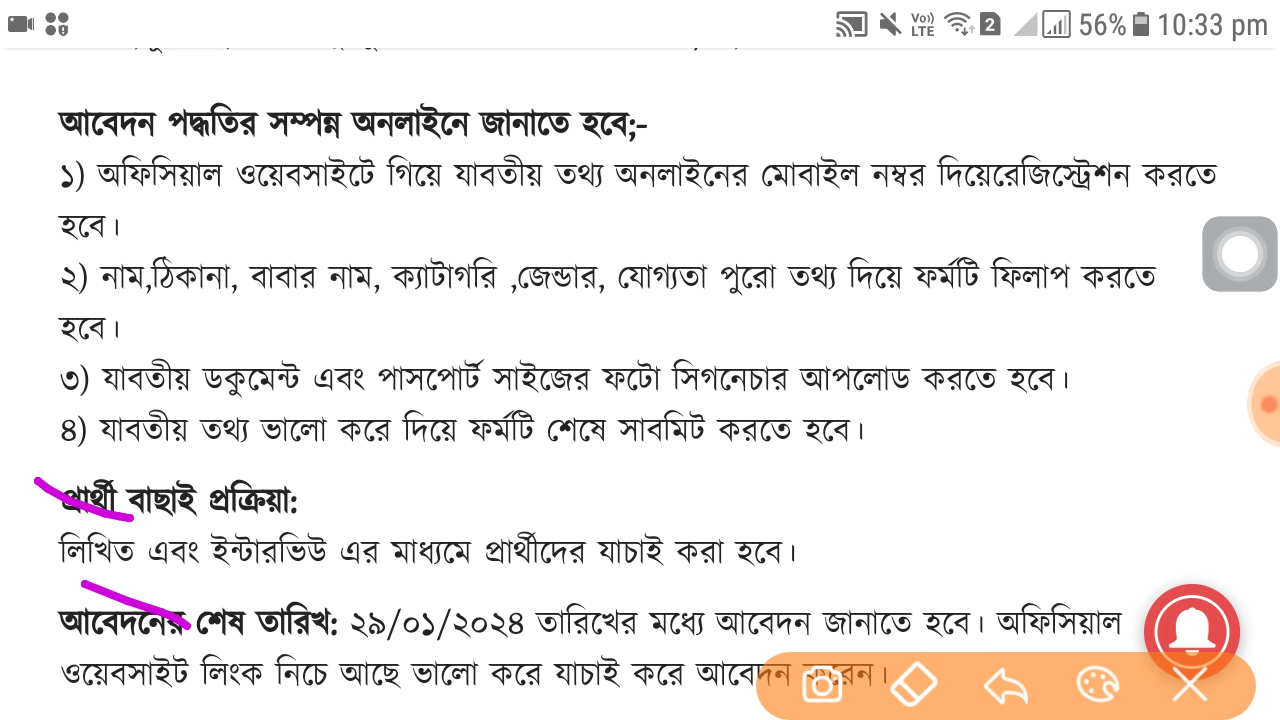 Vo) LTE 2 56% 10:33 pm
আবেদন পদ্ধতির সম্পন্ন অনলাইনে জানাতে হবে;-
১) অফিসিয়াল ওয়েবসাইটে গিয়ে যাবতীয় তথ্য অনলাইনের মোবাইল নম্বর দিয়েরেজিস্ট্রেশন করতে
হবে।
২) নাম,ঠিকানা, বাবার নাম, ক্যাটাগরি ,জেন্ডার, যোগ্যতা পুরো তথ্য দিয়ে ফর্মটি ফিলাপ করতে
হবে।
৩) যাবতীয় ডকুমেন্ট এবং পাসপোর্ট সাইজের ফটো সিগনেচার আপলোড করতে হবে।
৪) যাবতীয় তথ্য ভালো করে দিয়ে ফর্মটি শেষে সাবমিট করতে হবে।
প্রার্থী বাছাই প্রক্রিয়া:
লিখিত এবং ইন্টারভিউ এর মাধ্যমে প্রার্থীদের যাচাই করা হবে।
আবেদনের শেষ তারিখ: ২৯/০১/২০২৪ তারিখের মধ্যে আবেদন জানাতে হবে। অফিসিয়াল
ওয়েবসাইট লিংক নিচে আছে ভালো করে যাচাই করে আবেদন করেন।